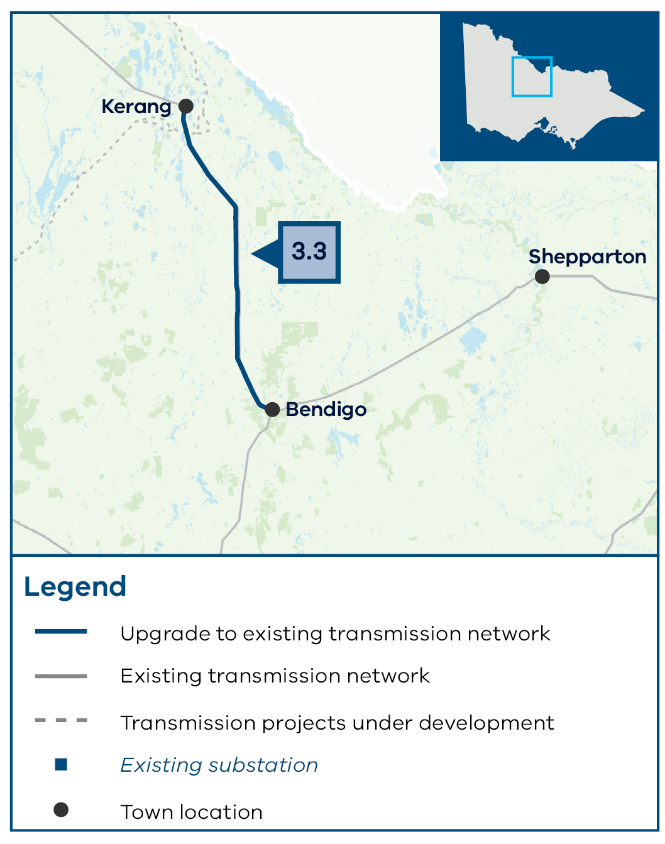 Kerang
3.3
Shepparton
Bendigo
Legend
Upgrade to existing transmission network
Existing transmission network
Transmission projects under development
Existing substation
Town location